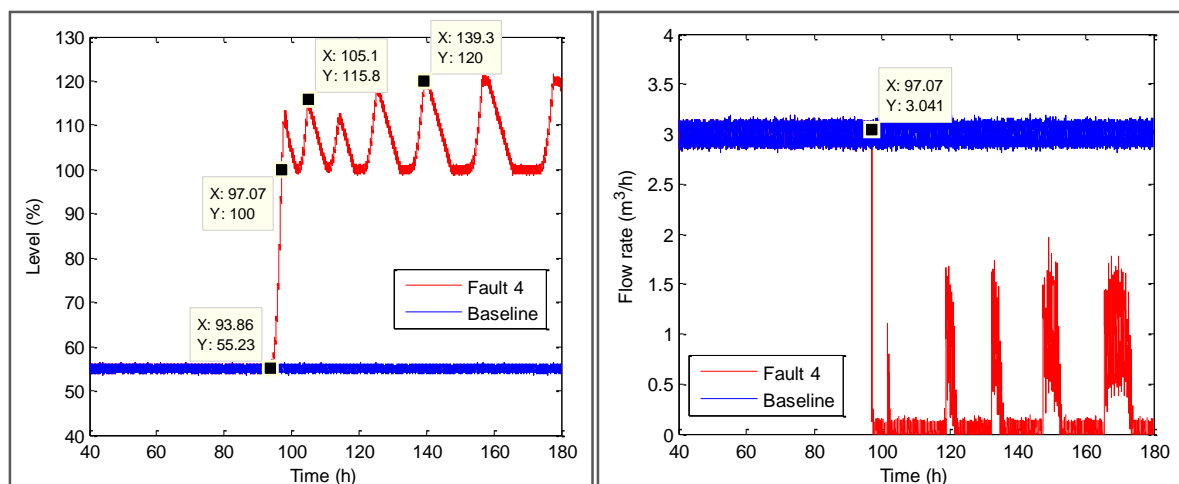 130
120
110
100
90
80
70
60
50
40
Level (%)
X: 105.1
Y: 115.8
X: 139.3
Y: 120
X: 97.07
Y: 100
X: 93.86
Y: 55.23
Fault 4
Baseline
40 60 80 100 120 140 160 180
Time (h)
4
3.5
3
2.5
2
1.5
1
0.5
0
Flow rate (m³/h)
X: 97.07
Y: 3.041
Fault 4
Baseline
40 60 80 100 120 140 160 180
Time (h)